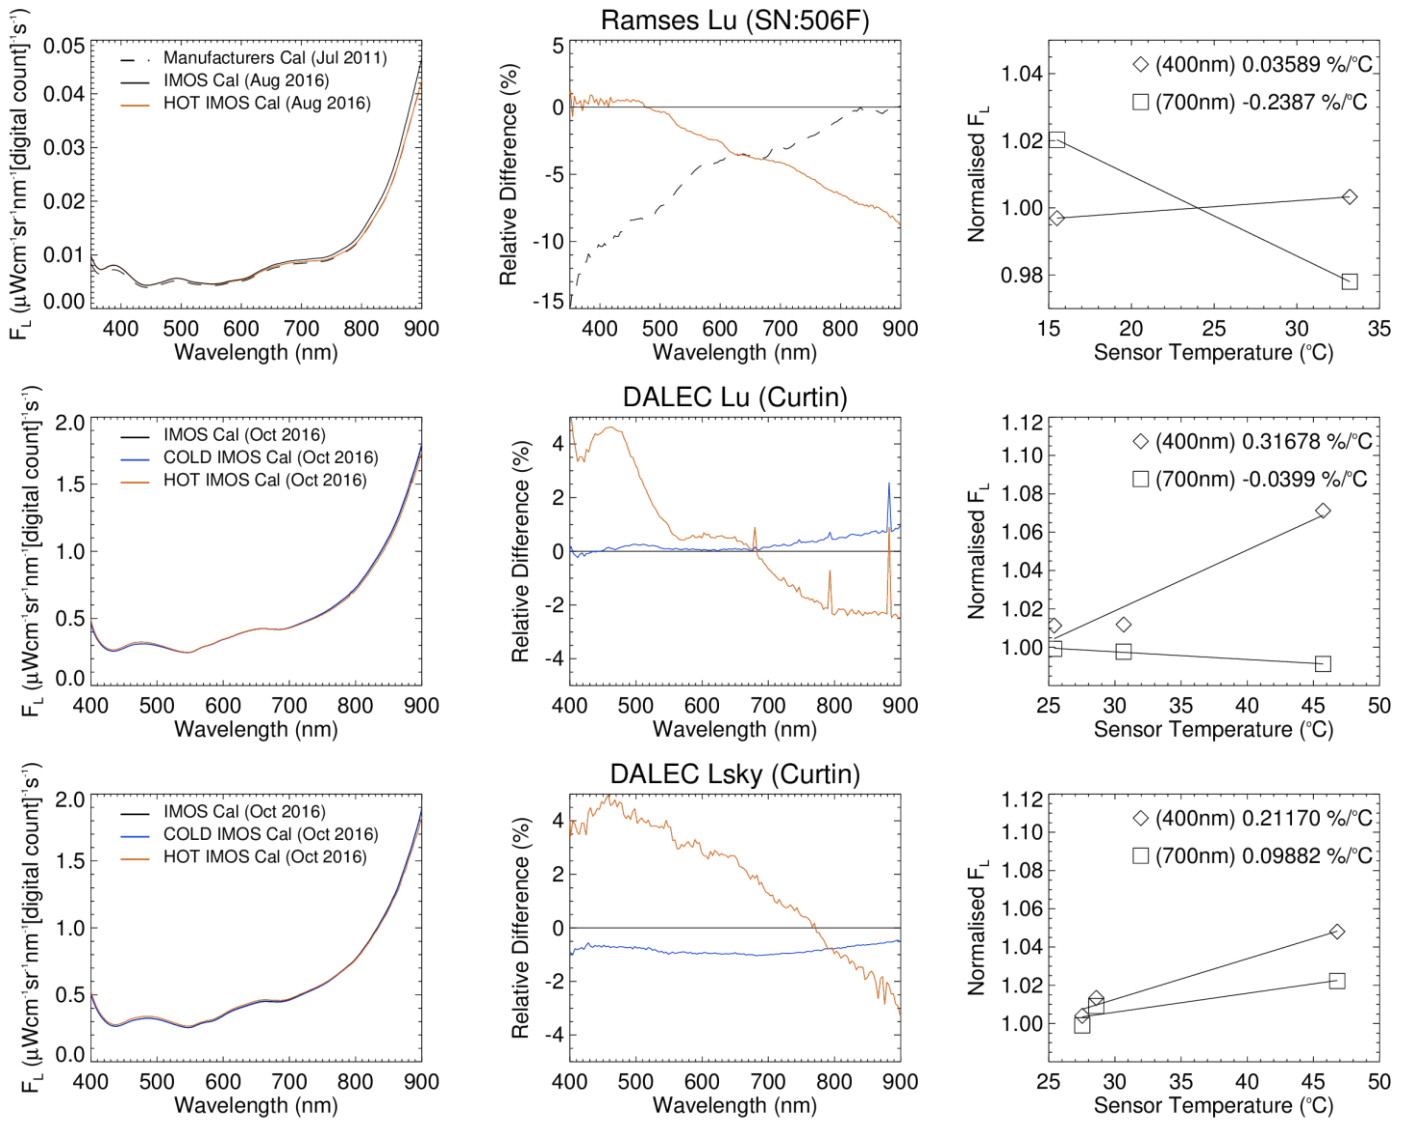 Ramses Lu (SN:506F)
F_L (μWcm⁻¹sr⁻¹nm⁻¹[digital count]⁻¹s⁻¹)
0.05
0.04
0.03
0.02
0.01
0.00
Manufacturers Cal (Jul 2011)
IMOS Cal (Aug 2016)
HOT IMOS Cal (Aug 2016)
400 500 600 700 800 900
Wavelength (nm)
Relative Difference (%)
5
0
-5
-10
-15
400 500 600 700 800 900
Wavelength (nm)
Normalised F_L
1.04
1.02
1.00
0.98
(400nm) 0.03589 %/°C
(700nm) -0.2387 %/°C
15 20 25 30 35
Sensor Temperature (°C)
DALEC Lu (Curtin)
F_L (μWcm⁻¹sr⁻¹nm⁻¹[digital count]⁻¹s⁻¹)
2.0
1.5
1.0
0.5
0.0
IMOS Cal (Oct 2016)
COLD IMOS Cal (Oct 2016)
HOT IMOS Cal (Oct 2016)
400 500 600 700 800 900
Wavelength (nm)
Relative Difference (%)
4
2
0
-2
-4
400 500 600 700 800 900
Wavelength (nm)
Normalised F_L
1.12
1.10
1.08
1.06
1.04
1.02
1.00
(400nm) 0.31678 %/°C
(700nm) -0.0399 %/°C
25 30 35 40 45 50
Sensor Temperature (°C)
DALEC Lsky (Curtin)
F_L (μWcm⁻¹sr⁻¹nm⁻¹[digital count]⁻¹s⁻¹)
2.0
1.5
1.0
0.5
0.0
IMOS Cal (Oct 2016)
COLD IMOS Cal (Oct 2016)
HOT IMOS Cal (Oct 2016)
400 500 600 700 800 900
Wavelength (nm)
Relative Difference (%)
4
2
0
-2
-4
400 500 600 700 800 900
Wavelength (nm)
Normalised F_L
1.12
1.10
1.08
1.06
1.04
1.02
1.00
(400nm) 0.21170 %/°C
(700nm) 0.09882 %/°C
25 30 35 40 45 50
Sensor Temperature (°C)